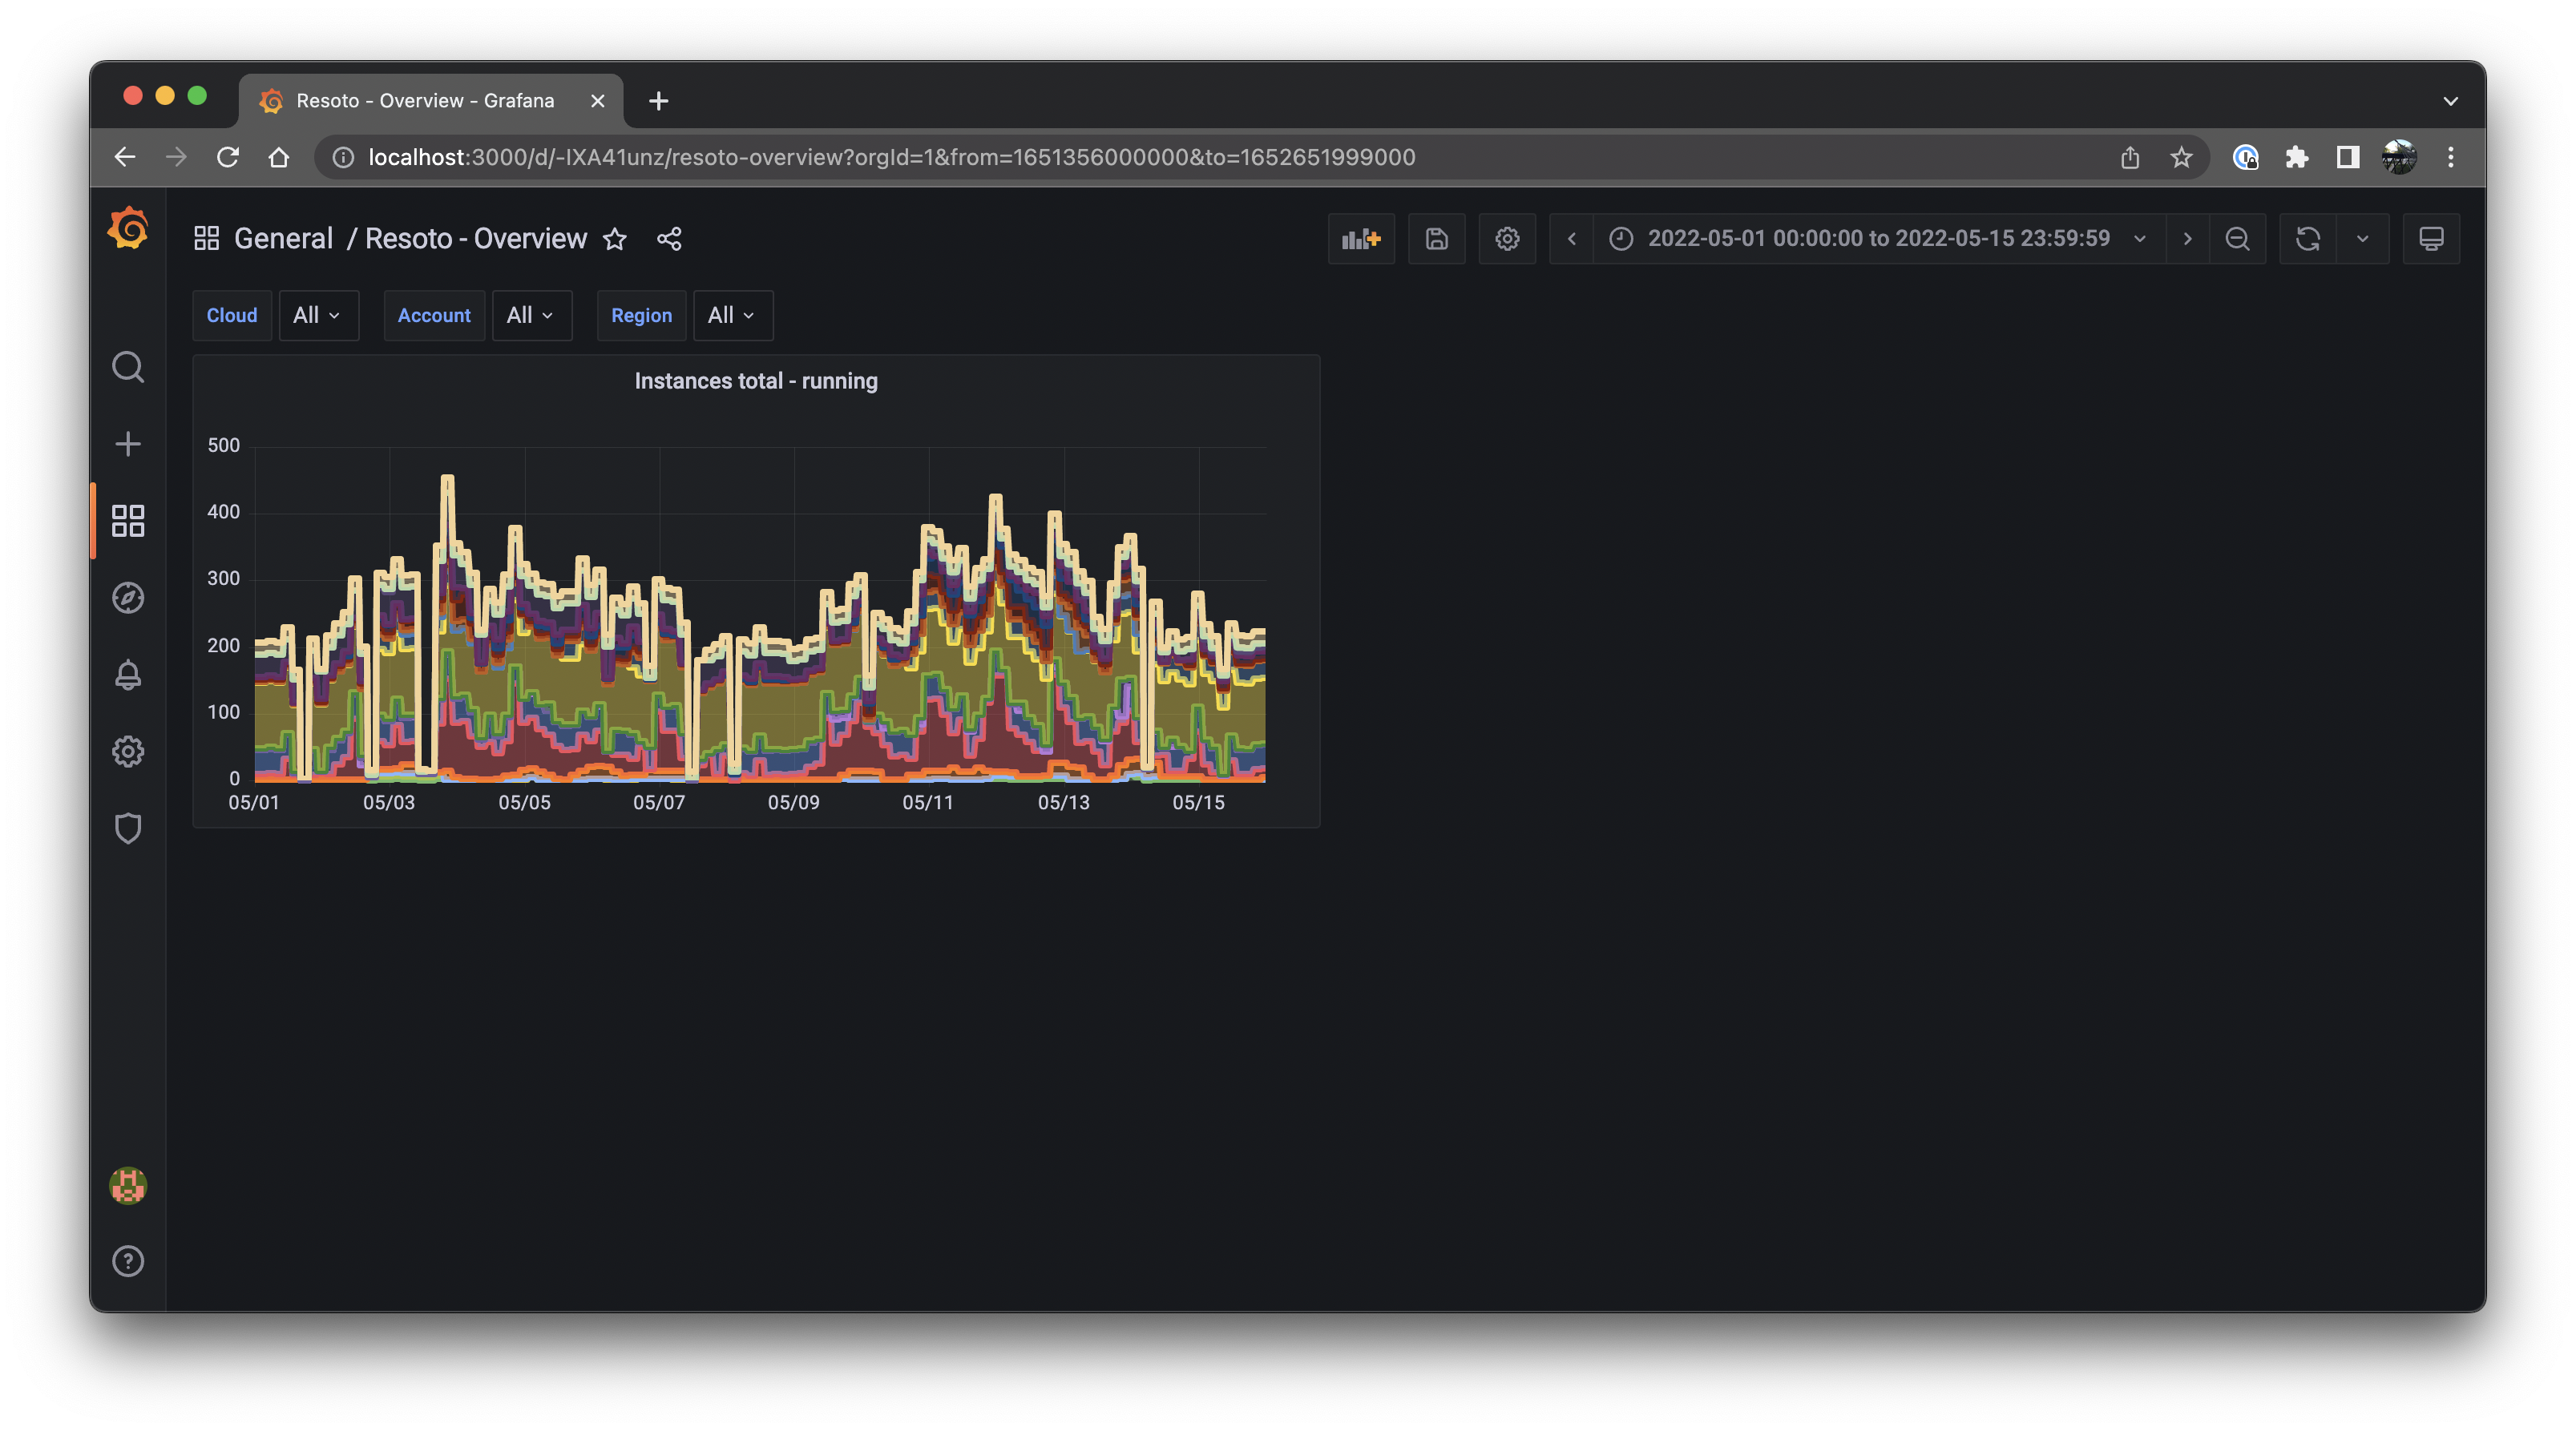 Resoto - Overview - Grafana
localhost:3000/d/-IXA41unz/resoto-overview?orgId=1&from=1651356000000&to=1652651999000
General / Resoto - Overview
2022-05-01 00:00:00 to 2022-05-15 23:59:59
Cloud All Account All Region All
Instances total - running
500
400
300
200
100
0
05/01 05/03 05/05 05/07 05/09 05/11 05/13 05/15